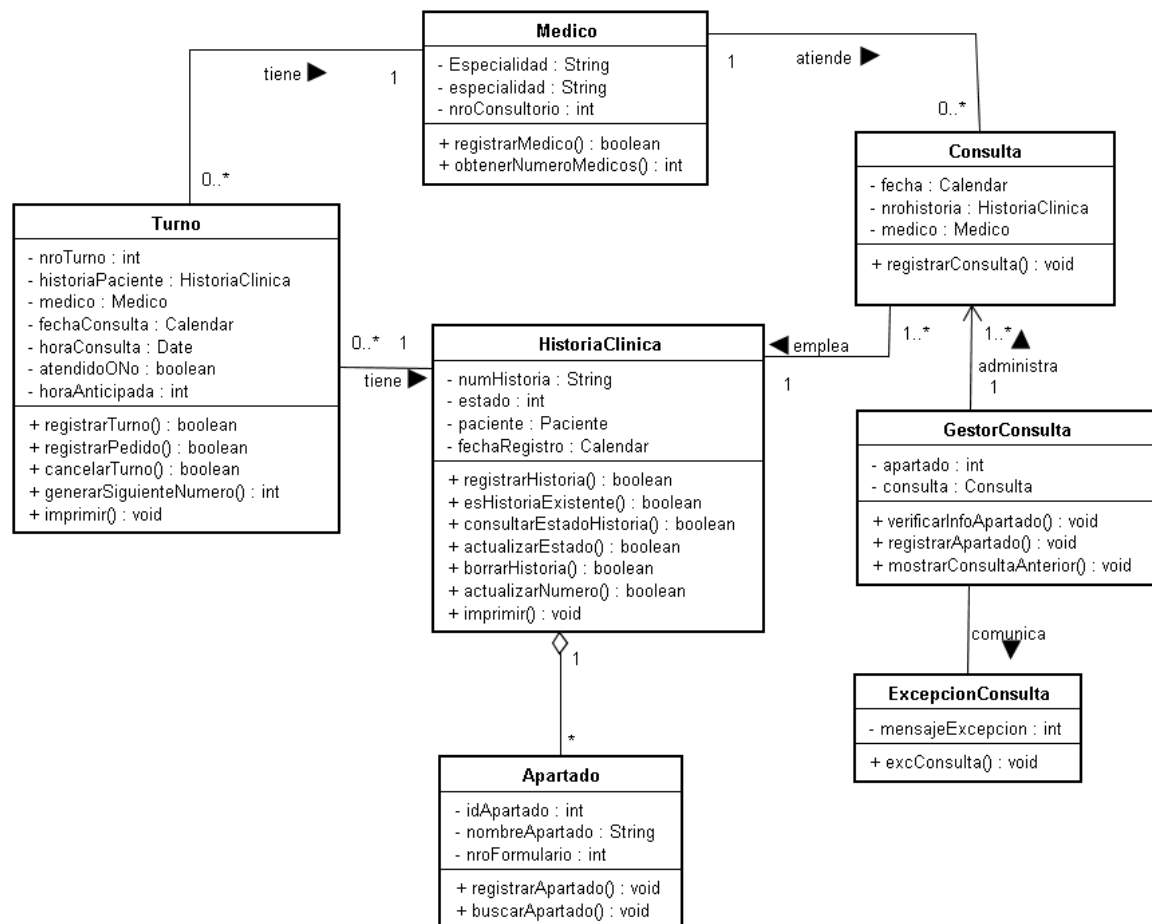 Medico
- Especialidad : String
- especialidad : String
- nroConsultorio : int
+ registrarMedico() : boolean
+ obtenerNumeroMedicos() : int
tiene
1
0..*
1
atiende
0..*
Consulta
- fecha : Calendar
- nrohistoria : HistoriaClinica
- medico : Medico
+ registrarConsulta() : void
Turno
- nroTurno : int
- historiaPaciente : HistoriaClinica
- medico : Medico
- fechaConsulta : Calendar
- horaConsulta : Date
- atendidoONo : boolean
- horaAnticipada : int
+ registrarTurno() : boolean
+ registrarPedido() : boolean
+ cancelarTurno() : boolean
+ generarSiguienteNumero() : int
+ imprimir() : void
0..* 1
tiene
HistoriaClinica
- numHistoria : String
- estado : int
- paciente : Paciente
- fechaRegistro : Calendar
+ registrarHistoria() : boolean
+ esHistoriaExistente() : boolean
+ consultarEstadoHistoria() : boolean
+ actualizarEstado() : boolean
+ borrarHistoria() : boolean
+ actualizarNumero() : boolean
+ imprimir() : void
emplea
1..*
1
1..*
administra
1
GestorConsulta
- apartado : int
- consulta : Consulta
+ verificarInfoApartado() : void
+ registrarApartado() : void
+ mostrarConsultaAnterior() : void
comunica
ExcepcionConsulta
- mensajeExcepcion : int
+ excConsulta() : void
1
*
Apartado
- idApartado : int
- nombreApartado : String
- nroFormulario : int
+ registrarApartado() : void
+ buscarApartado() : void